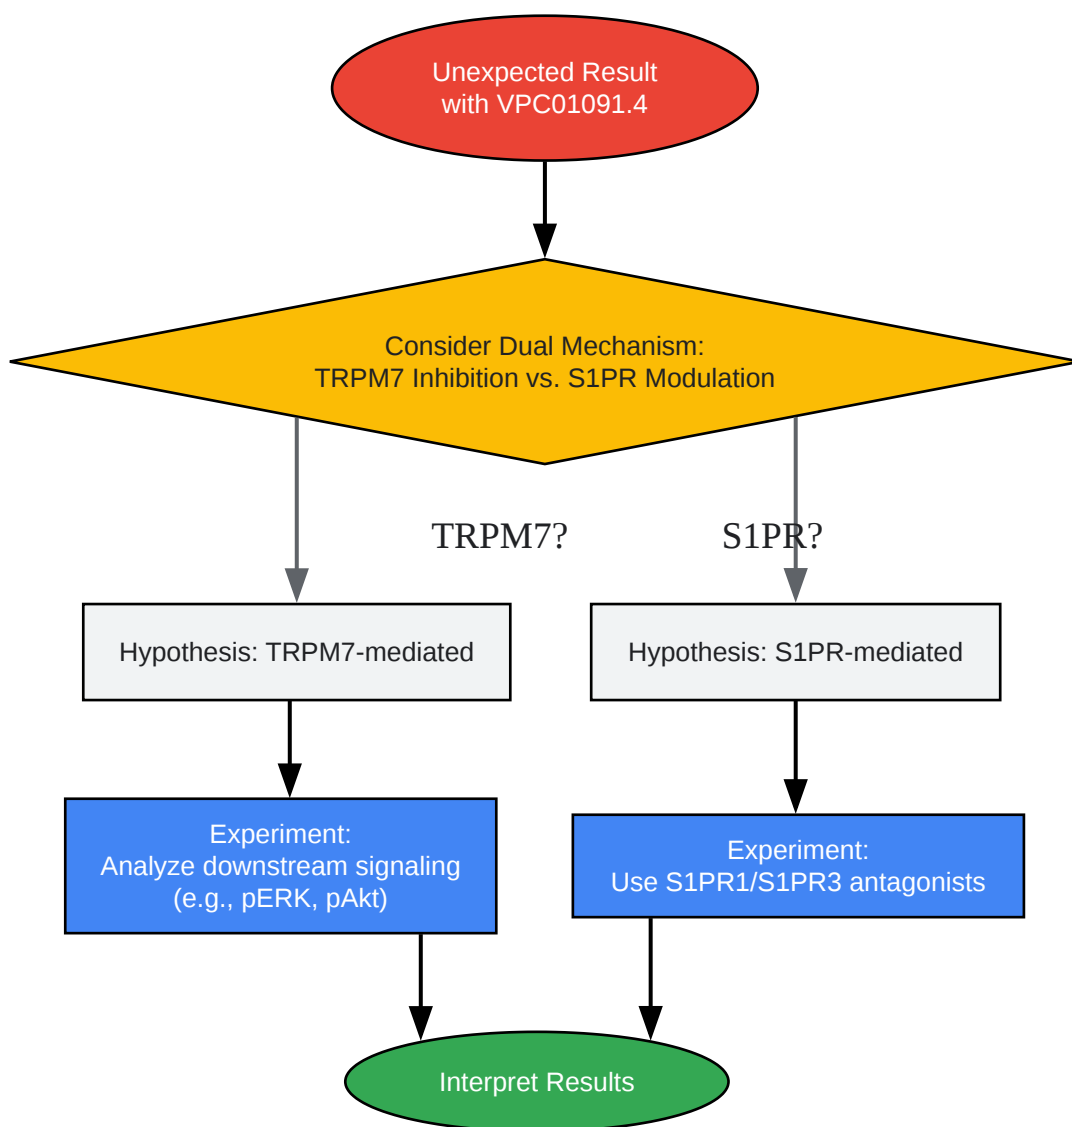 Unexpected Result
with VPC01091.4
Consider Dual Mechanism:
TRPM7 Inhibition vs. S1PR Modulation
TRPM7?
S1PR?
Hypothesis: TRPM7-mediated
Hypothesis: S1PR-mediated
Experiment:
Analyze downstream signaling
(e.g., pERK, pAkt)
Experiment:
Use S1PR1/S1PR3 antagonists
Interpret Results